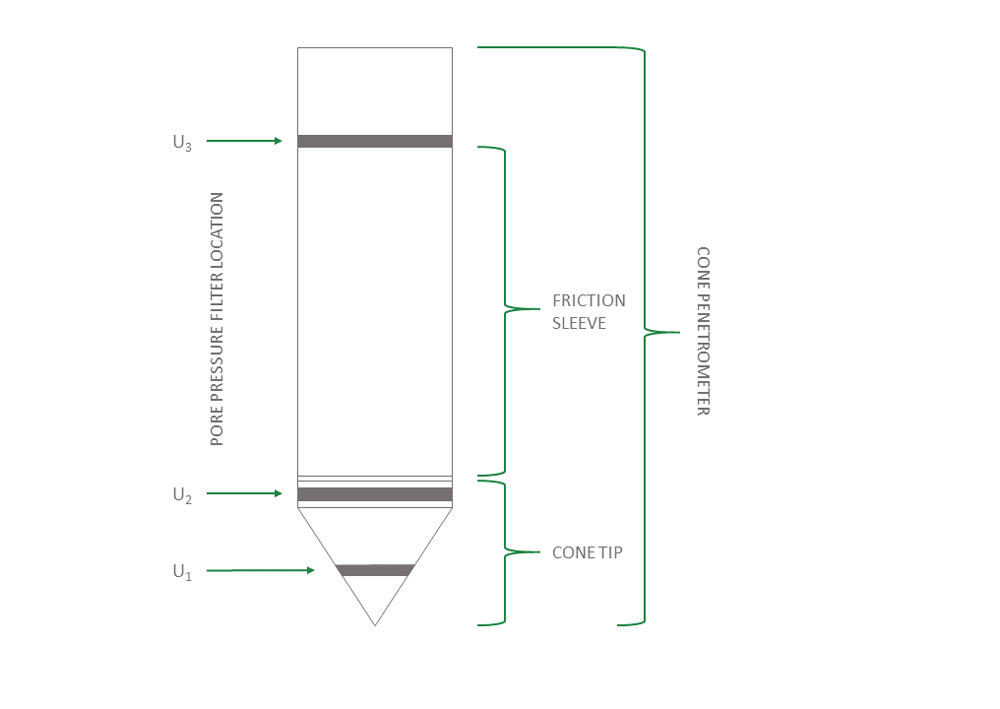 U₃
PORE PRESSURE FILTER LOCATION
FRICTION
SLEEVE
CONE PENETROMETER
U₂
CONE TIP
U₁